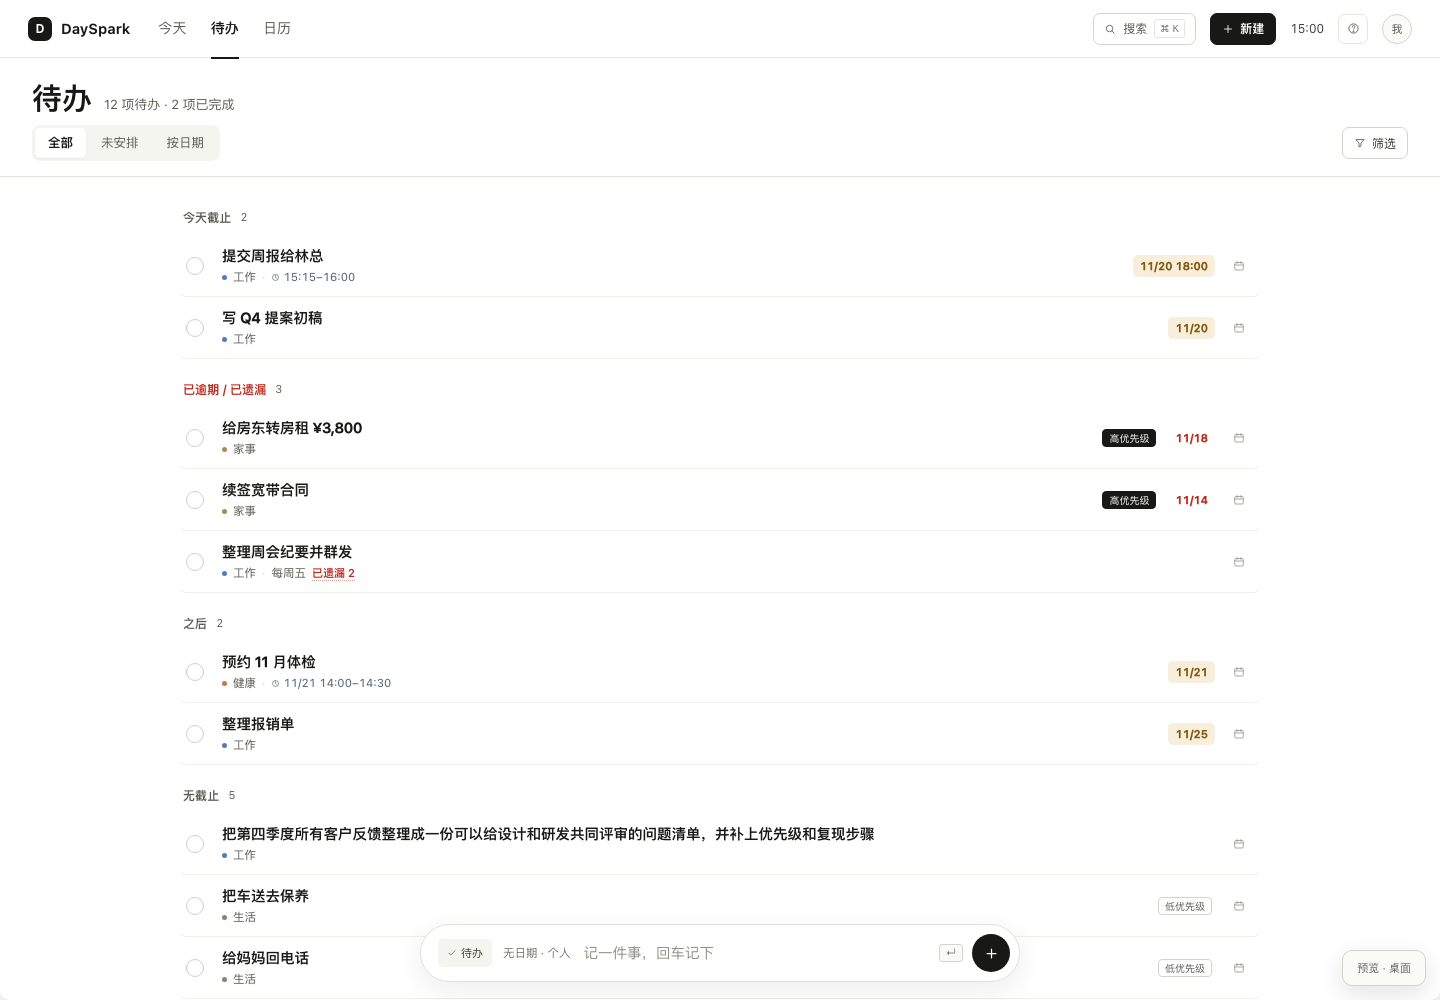 D DaySpark 今天 待办 日历 搜索 ⌘ K + 新建 15:00 我
待办 12 项待办 · 2 项已完成
全部 未安排 按日期 筛选
今天截止 2
提交周报给林总 11/20 18:00
工作 · 15:15–16:00
写 Q4 提案初稿 11/20
工作
已逾期 / 已遗漏 3
给房东转房租 ¥3,800 高优先级 11/18
家事
续签宽带合同 高优先级 11/14
家事
整理周会纪要并群发
工作 · 每周五 已遗漏 2
之后 2
预约 11 月体检 11/21
健康 · 11/21 14:00–14:30
整理报销单 11/25
工作
无截止 5
把第四季度所有客户反馈整理成一份可以给设计和研发共同评审的问题清单，并补上优先级和复现步骤
工作
把车送去保养 低优先级
生活
给妈妈回电话 低优先级
生活
待办 无日期 · 个人 记一件事，回车记下
预览 · 桌面